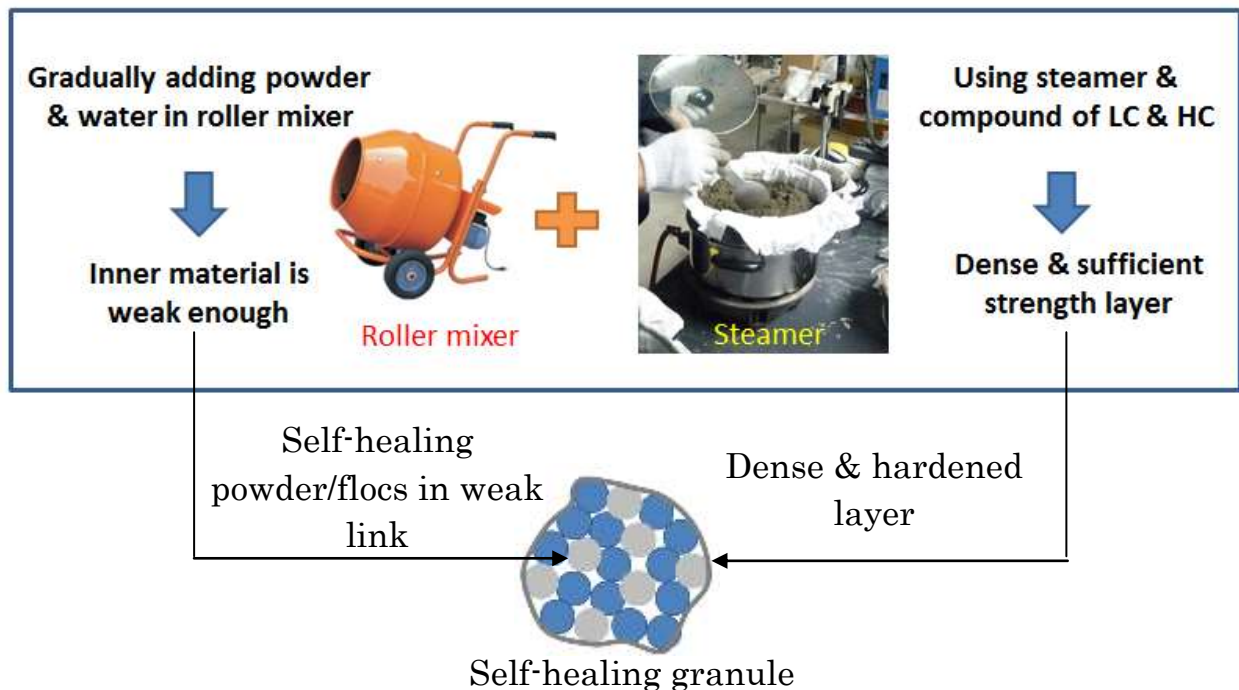 Gradually adding powder
& water in roller mixer
Inner material is
weak enough
Roller mixer
Steamer
Using steamer &
compound of LC & HC
Dense & sufficient
strength layer
Self-healing
powder/flocs in weak
link
Dense & hardened
layer
Self-healing granule